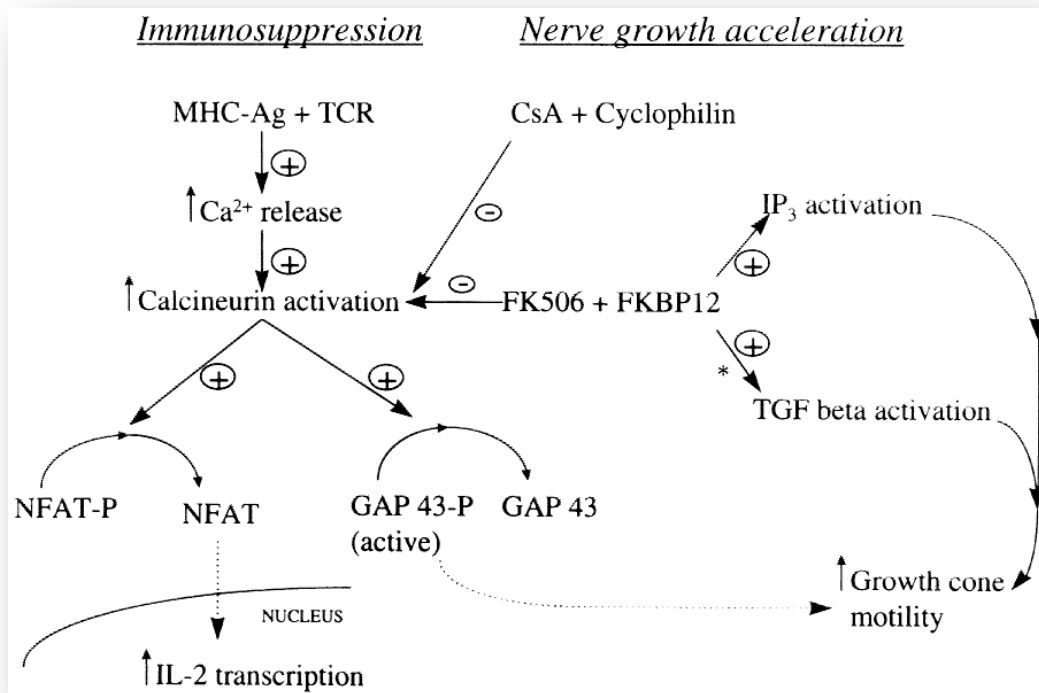 Immunosuppression
Nerve growth acceleration
MHC-Ag + TCR
CsA + Cyclophilin
+
↑Ca²⁺ release
-
IP₃ activation
+
+
↑Calcineurin activation
-
FK506 + FKBP12
+
+
+
*
TGF beta activation
NFAT-P
NFAT
GAP 43-P
(active)
GAP 43
↑Growth cone
motility
NUCLEUS
↑IL-2 transcription